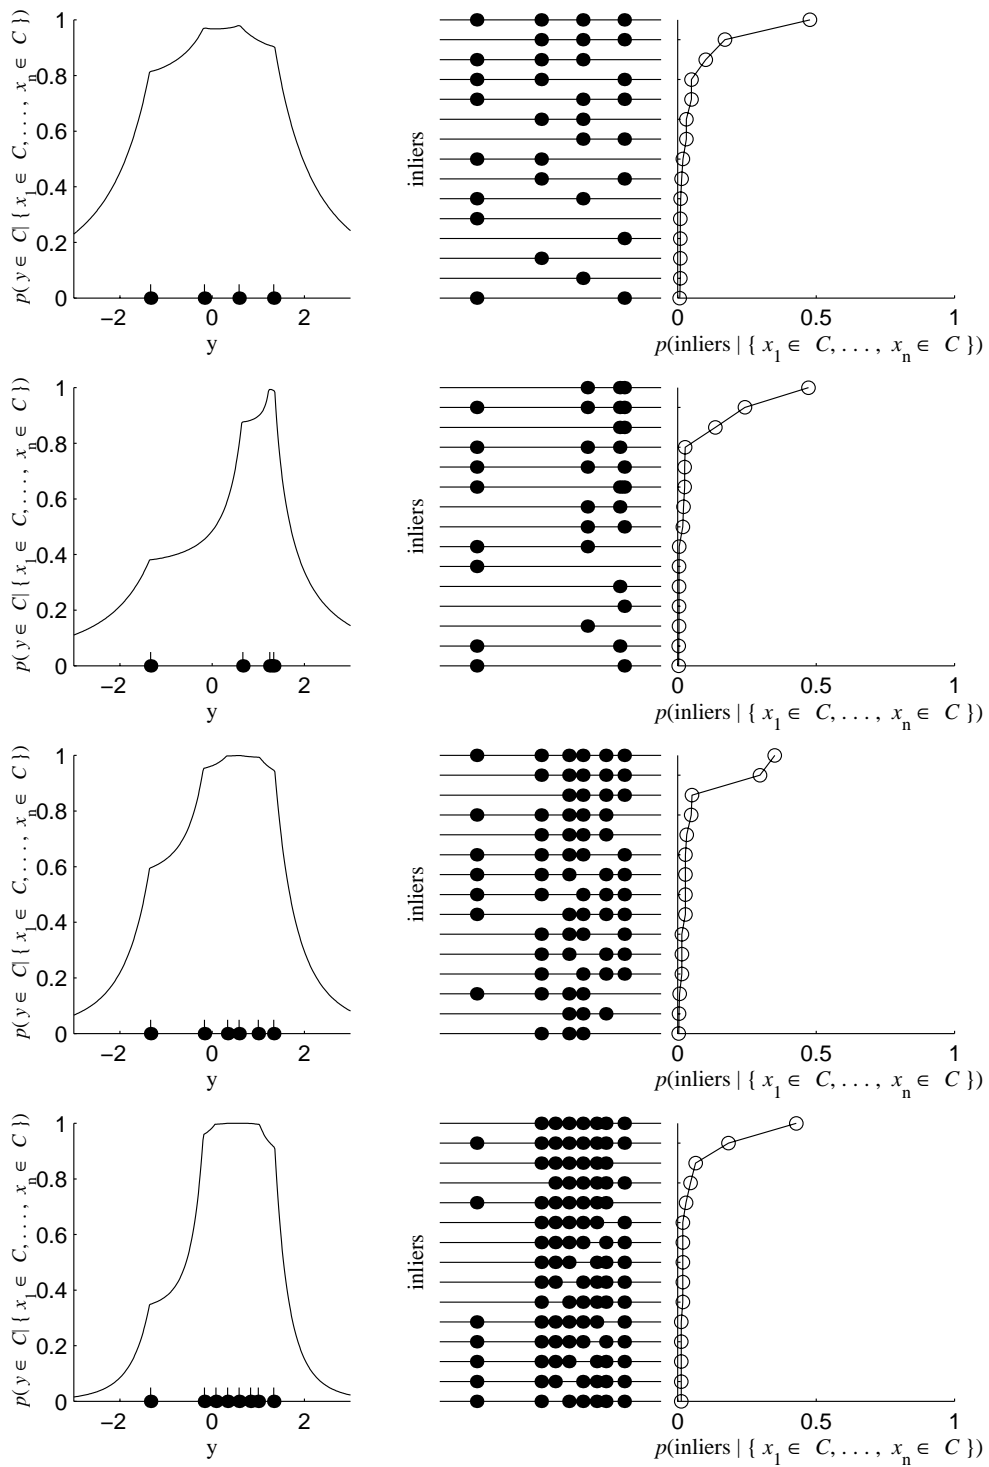 p(y ∈ C| {x1 ∈ C, . . . , xn ∈ C})
1
0.8
0.6
0.4
0.2
0
−2 0 2
y
inliers
0 0.5 1
p(inliers | { x1 ∈ C, . . . , xn ∈ C })
p(y ∈ C| {x1 ∈ C, . . . , xn ∈ C})
1
0.8
0.6
0.4
0.2
0
−2 0 2
y
inliers
0 0.5 1
p(inliers | { x1 ∈ C, . . . , xn ∈ C })
p(y ∈ C| {x1 ∈ C, . . . , xn ∈ C})
1
0.8
0.6
0.4
0.2
0
−2 0 2
y
inliers
0 0.5 1
p(inliers | { x1 ∈ C, . . . , xn ∈ C })
p(y ∈ C| {x1 ∈ C, . . . , xn ∈ C})
1
0.8
0.6
0.4
0.2
0
−2 0 2
y
inliers
0 0.5 1
p(inliers | { x1 ∈ C, . . . , xn ∈ C })